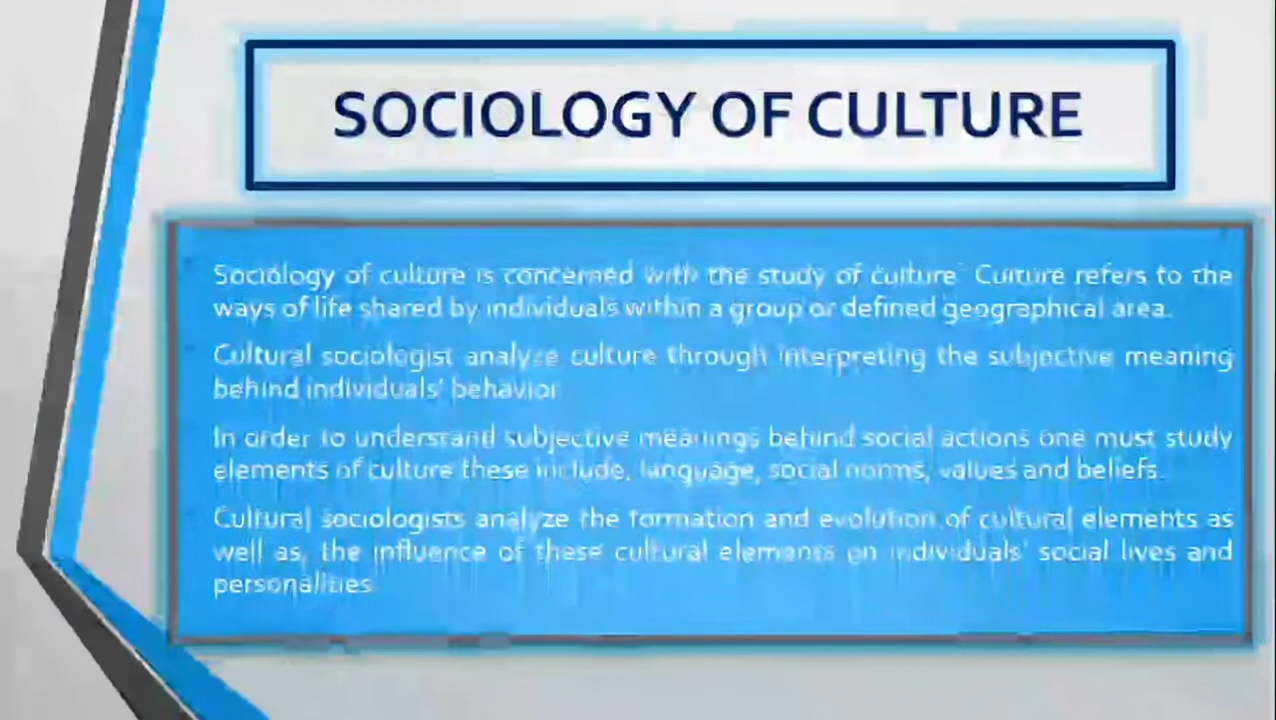 SOCIOLOGY OF CULTURE
Sociology of culture is concerned with the study of culture. Culture refers to the
ways of life shared by individuals within a group or defined geographical area.
Cultural sociologist analyze culture through interpreting the subjective meaning
behind individuals' behavior.
In order to understand subjective meanings behind social actions one must study
elements of culture these include, language, social norms, values and beliefs.
Cultural sociologists analyze the formation and evolution of cultural elements as
well as, the influence of these cultural elements on individuals' social lives and
personalities.